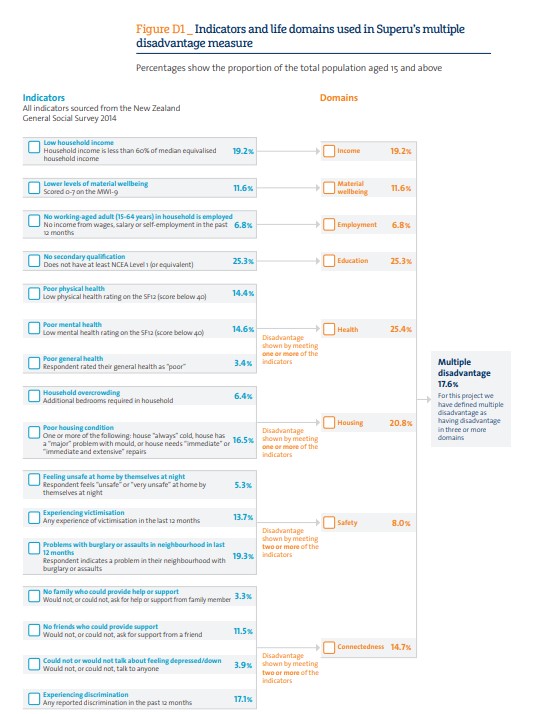 Figure D1_ Indicators and life domains used in Superu's multiple
disadvantage measure
Percentages show the proportion of the total population aged 15 and above
Indicators
All indicators sourced from the New Zealand
General Social Survey 2014
Domains
Low household income
Household income is less than 60% of median equivalised
household income
19.2%
Income 19.2%
Lower levels of material wellbeing
Scored 0-7 on the MWI-9
11.6%
Material
wellbeing
11.6%
No working-aged adult (15-64 years) in household is employed
No income from wages, salary or self-employment in the past
12 months
6.8%
Employment 6.8%
No secondary qualification
Does not have at least NCEA Level 1 (or equivalent)
25.3%
Education 25.3%
Poor physical health
Low physical health rating on the SF12 (score below 40)
14.4%
Poor mental health
Low mental health rating on the SF12 (score below 40)
14.6%
Poor general health
Respondent rated their general health as "poor"
3.4%
Disadvantage
shown by meeting
one or more of the
indicators
Health 25.4%
Household overcrowding
Additional bedrooms required in household
6.4%
Poor housing condition
One or more of the following: house "always" cold, house has
a "major" problem with mould, or house needs "immediate" or
"immediate and extensive" repairs
16.5%
Disadvantage
shown by meeting
one or more of the
indicators
Housing 20.8%
Feeling unsafe at home by themselves at night
Respondent feels "unsafe" or "very unsafe" at home by
themselves at night
5.3%
Experiencing victimisation
Any experience of victimisation in the last 12 months
13.7%
Problems with burglary or assaults in neighbourhood in last
12 months
Respondent indicates a problem in their neighbourhood with
burglary or assaults
19.3%
Disadvantage
shown by meeting
two or more of the
indicators
Safety 8.0%
No family who could provide help or support
Would not, or could not, ask for help or support from family member
3.3%
No friends who could provide support
Would not, or could not, ask for support from a friend
11.5%
Could not or would not talk about feeling depressed/down
Would not, or could not, talk to anyone
3.9%
Experiencing discrimination
Any reported discrimination in the past 12 months
17.1%
Disadvantage
shown by meeting
two or more of the
indicators
Connectedness 14.7%
Multiple
disadvantage
17.6%
For this project we
have defined multiple
disadvantage as
having disadvantage
in three or more
domains